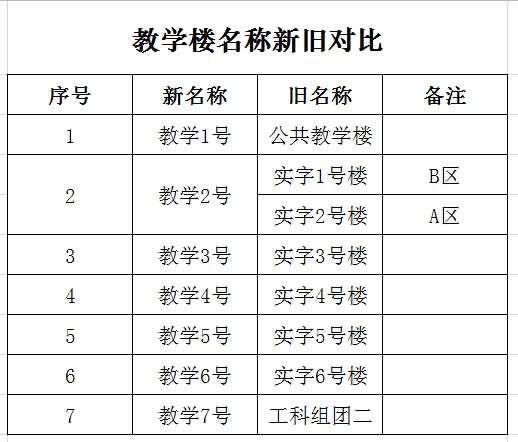 教学楼名称新旧对比
序号 新名称 旧名称 备注
1 教学1号 公共教学楼
2 教学2号 实字1号楼 B区
实字2号楼 A区
3 教学3号 实字3号楼
4 教学4号 实字4号楼
5 教学5号 实字5号楼
6 教学6号 实字6号楼
7 教学7号 工科组团二